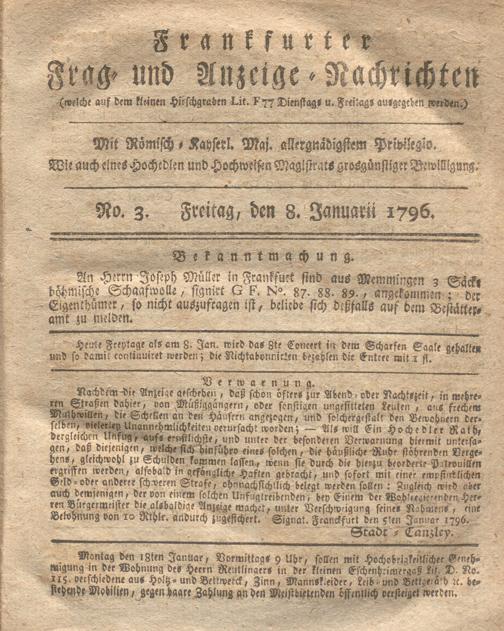 Frankfurter
Frag- und Anzeige-Nachrichten
(welche auf dem kleinen Hirschgraben Lit. F 77 Dienstags u. Freitags ausgegeben werden.)
Mit Römisch-Kayserl. Maj. allergnädigstem Privilegio.
Wie auch eines Hochedlen und Hochweisen Magistrats grosgünstiger Bewilligung.
No. 3. Freitag, den 8. Januarii 1796.
Bekanntmachung.
An Herrn Joseph Müller in Frankfurt sind aus Memmingen 3 Säcke
böhmische Schaafwolle, signirt G F. No. 87. 88. 89., angekommen; der
Eigenthümer, so nicht auszufragen ist, beliebe sich dißfalls auf dem Bestätter-
amt zu melden.
Heute Freytags als am 8. Jan. wird das 8te Concert in dem Scharfen Saale gehalten
und so damit continuiret werden; die Nichtabonnirten bezahlen die Entree mit 1 fl.
Verwarnung.
Nachdem die Anzeige geschehen, daß schon öfters zur Abend- oder Nachtszeit, in mehre-
ren Straßen dahier, von Müßiggängern, oder sonstigen ungesitteten Leuten, aus frechem
Muthwillen, die Schellen an den Häusern angezogen, und solchergestalt den Bewohnern der-
selben, vielerley Unannehmlichkeiten verursacht worden; — Als will Ein Hochedler Rath,
dergleichen Unfug, aufs ernstlichste, und unter der besonderen Verwarnung hiermit untersa-
gen, daß diejenigen, welche sich hinführo eines solchen, die häusliche Ruhe stöhrenden Verge-
hens, gleichwohl zu Schulden kommen lassen, wenn sie durch die hierzu beorderte Patrouillen
ergriffen werden, alsobald in gefängliche Haften gebracht, und sofort mit einer empfindlichen
Geld- oder anderer schweren Strafe, ohnnachsichtlich belegt werden sollen: Zugleich wird aber
auch demjenigen, der von einem solchen Unfugtreibenden, bey Einem der Wohlregierenden Her-
ren Bürgermeister die alsbaldige Anzeige machet, unter Verschweigung seines Nahmens, eine
Belohnung von 10 Rthlr. andurch zugesichert. Signat. Franckfurt den 5ten Januar 1796.
Stadt-Canzley.
Montag den 18ten Januar, Vormittags 9 Uhr, sollen mit Hochobrigkeitlicher Geneh-
migung in der Wohnung des Herrn Reutlingers in der kleinen Eschenheimergaß Lit. D. No.
115. verschiedene aus Holz- und Bettwerck, Zinn, Mannskleider, Leib- und Bettgeräth ꝛc. be-
stehende Mobilien, gegen baare Zahlung an den Meistbietenden öffentlich versteiget werden.